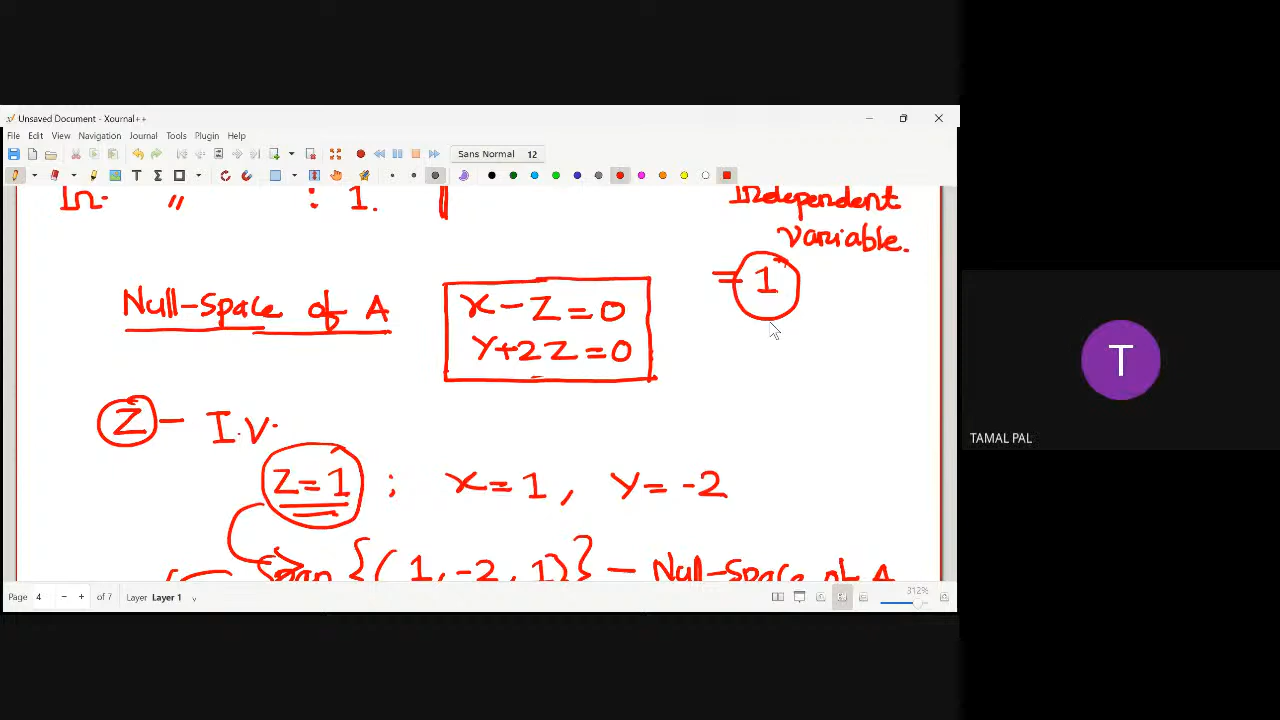 Unsaved Document - Xournal++
File Edit View Navigation Journal Tools Plugin Help
Sans Normal 12
In. " : 1.
Independent
variable.
= 1
Null-Space of A
x - z = 0
y + 2z = 0
z - I.V.
z = 1 ; x = 1, y = -2
Span {(1, -2, 1)} - Null-Space of A
Page 4 of 7 Layer Layer 1 312%
T
TAMAL PAL